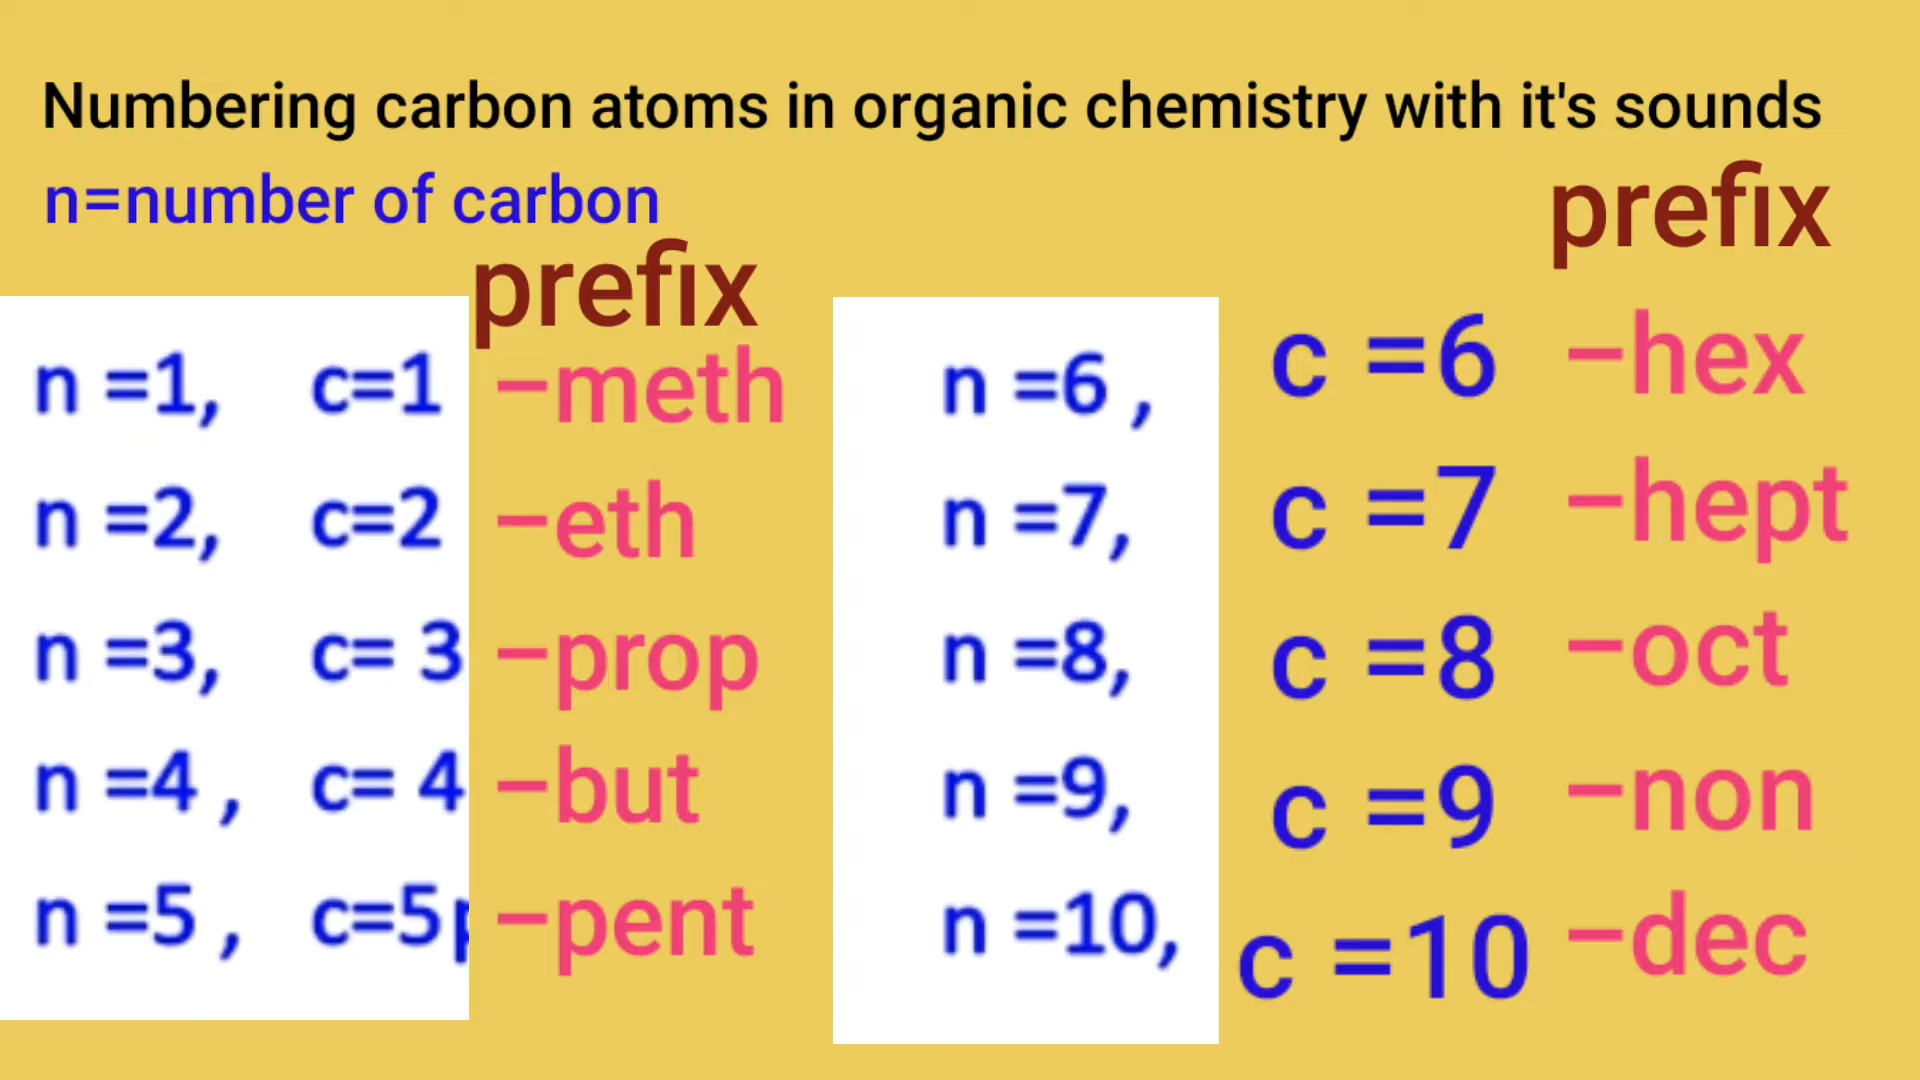 Numbering carbon atoms in organic chemistry with it's sounds
n=number of carbon
prefix
n =1, c=1 –meth
n =2, c=2 –eth
n =3, c= 3 –prop
n =4 , c= 4 –but
n =5 , c=5 –pent
prefix
n =6 , c =6 –hex
n =7, c =7 –hept
n =8, c =8 –oct
n =9, c =9 –non
n =10, c =10 –dec